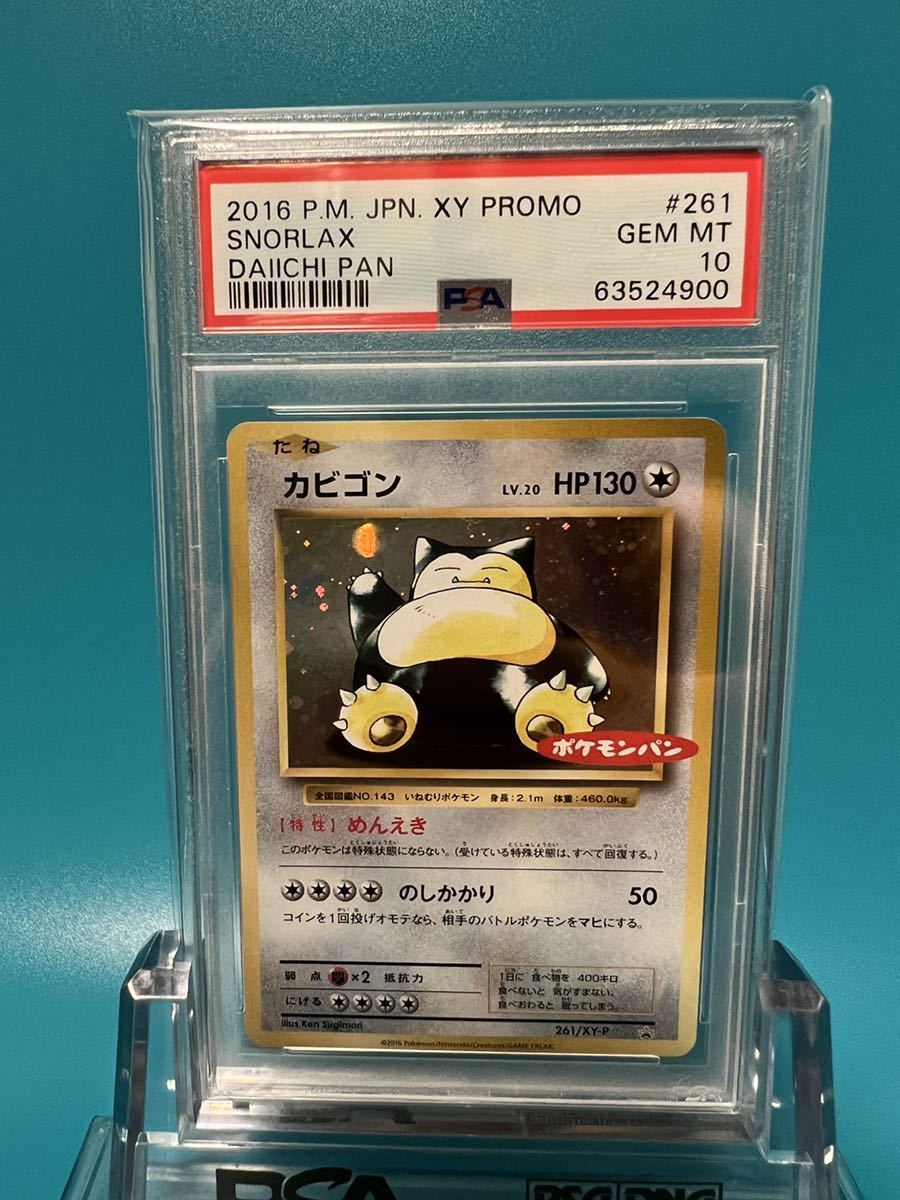 2016 P.M. JPN. XY PROMO #261
SNORLAX GEM MT
DAIICHI PAN 10
PSA 63524900
たね
カビゴン LV.20 HP130
ポケモンパン
全国図鑑NO.143 いねむりポケモン 身長:2.1m 体重:460.0kg
[特性] めんえき
このポケモンは特殊状態にならない。(受けている特殊状態は、すべて回復する。)
のしかかり 50
コインを1回投げオモテなら、相手のバトルポケモンをマヒにする。
弱点 ×2 抵抗力
にげる
1日に 食べ物を 400キロ
食べないと 気がすまない。
食べおわると 眠ってしまう。
Illus. Ken Sugimori 261/XY-P
©2016 Pokémon/Nintendo/Creatures/GAME FREAK.
PSA